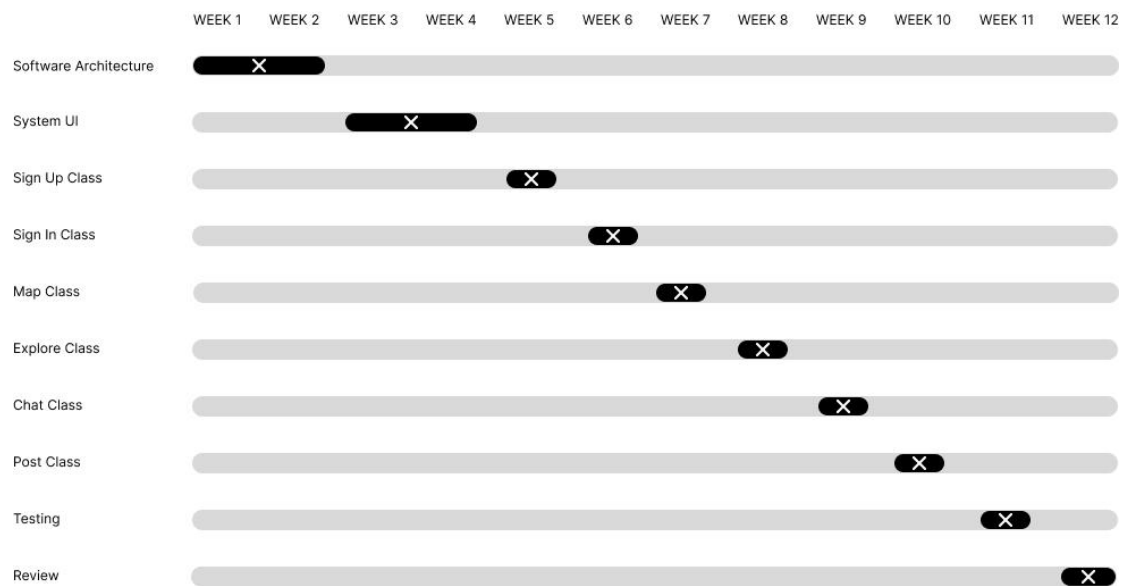 WEEK 1 WEEK 2 WEEK 3 WEEK 4 WEEK 5 WEEK 6 WEEK 7 WEEK 8 WEEK 9 WEEK 10 WEEK 11 WEEK 12
Software Architecture
System UI
Sign Up Class
Sign In Class
Map Class
Explore Class
Chat Class
Post Class
Testing
Review